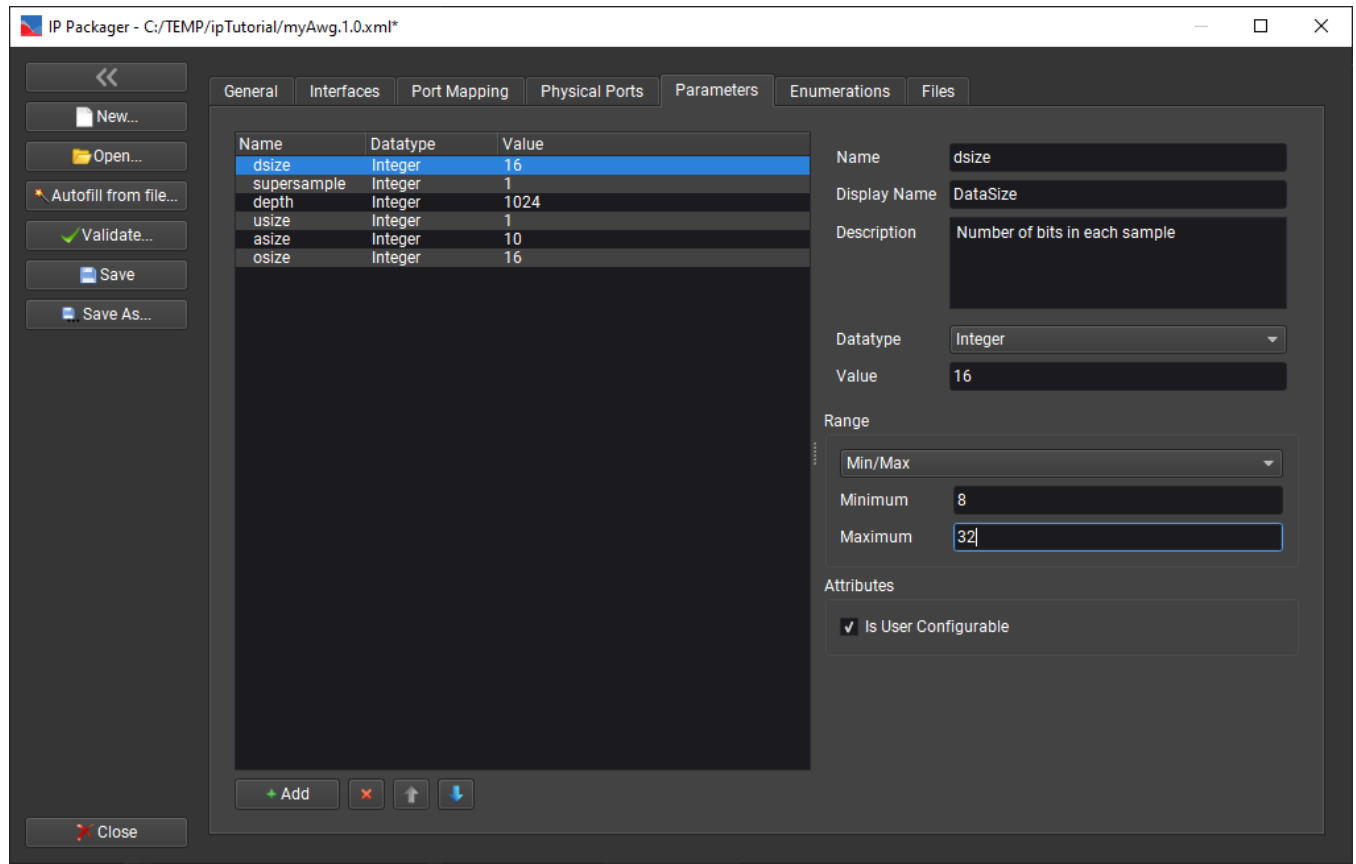 IP Packager - C:/TEMP/ipTutorial/myAwg.1.0.xml*
New...
Open...
Autofill from file...
Validate...
Save
Save As...
Close
General Interfaces Port Mapping Physical Ports Parameters Enumerations Files
Name Datatype Value
dsize Integer 16
supersample Integer 1
depth Integer 1024
usize Integer 1
asize Integer 10
osize Integer 16
+ Add
Name dsize
Display Name DataSize
Description Number of bits in each sample
Datatype Integer
Value 16
Range
Min/Max
Minimum 8
Maximum 32
Attributes
Is User Configurable